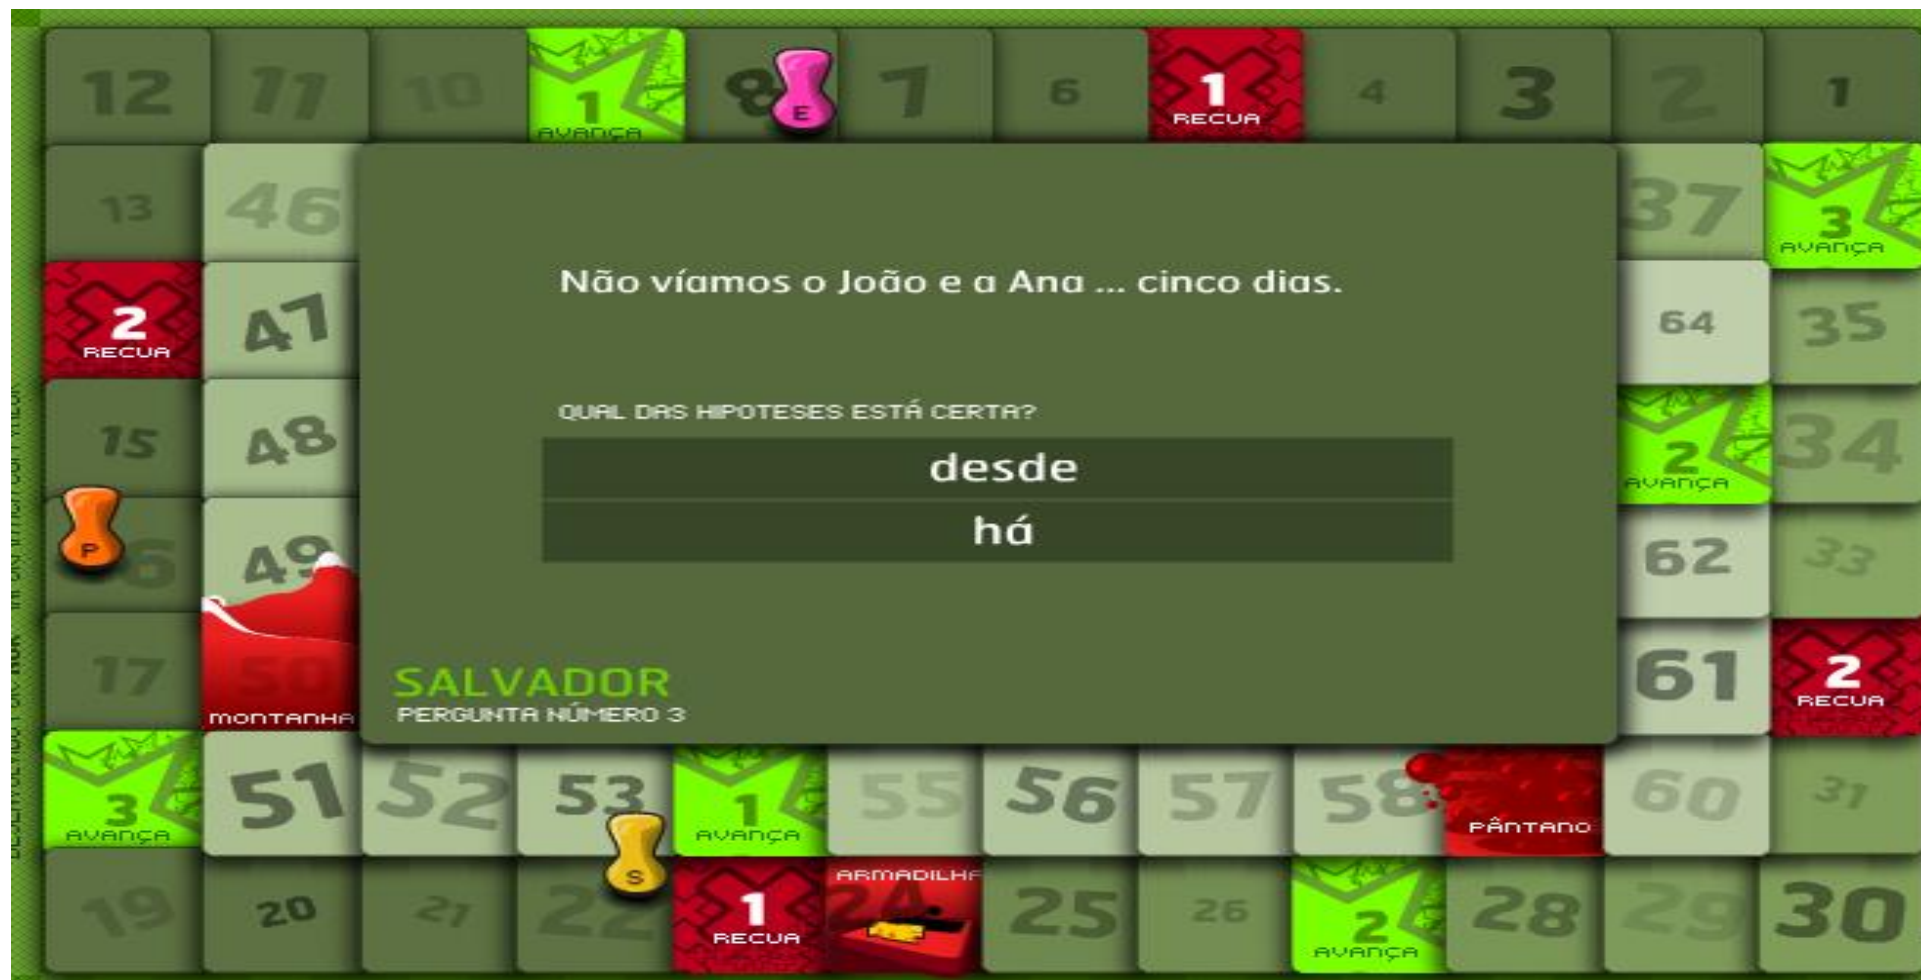 12 11 10 1 8 E 7 6 1 4 3 2 1
AVANÇA RECUA
13 46 37 3
AVANÇA
Não víamos o João e a Ana ... cinco dias.
2 47 64 35
RECUA
QUAL DAS HIPOTESES ESTÁ CERTA?
15 48 2 34
desde
AVANÇA
há
P 6 49 62 33
17 50 61 2
MONTANHA RECUA
SALVADOR
PERGUNTA NÚMERO 3
3 51 52 53 1 55 56 57 58 60 31
AVANÇA AVANÇA PÂNTANO
ARMADILHA
19 20 21 22 S 1 24 25 26 2 28 29 30
RECUA AVANÇA